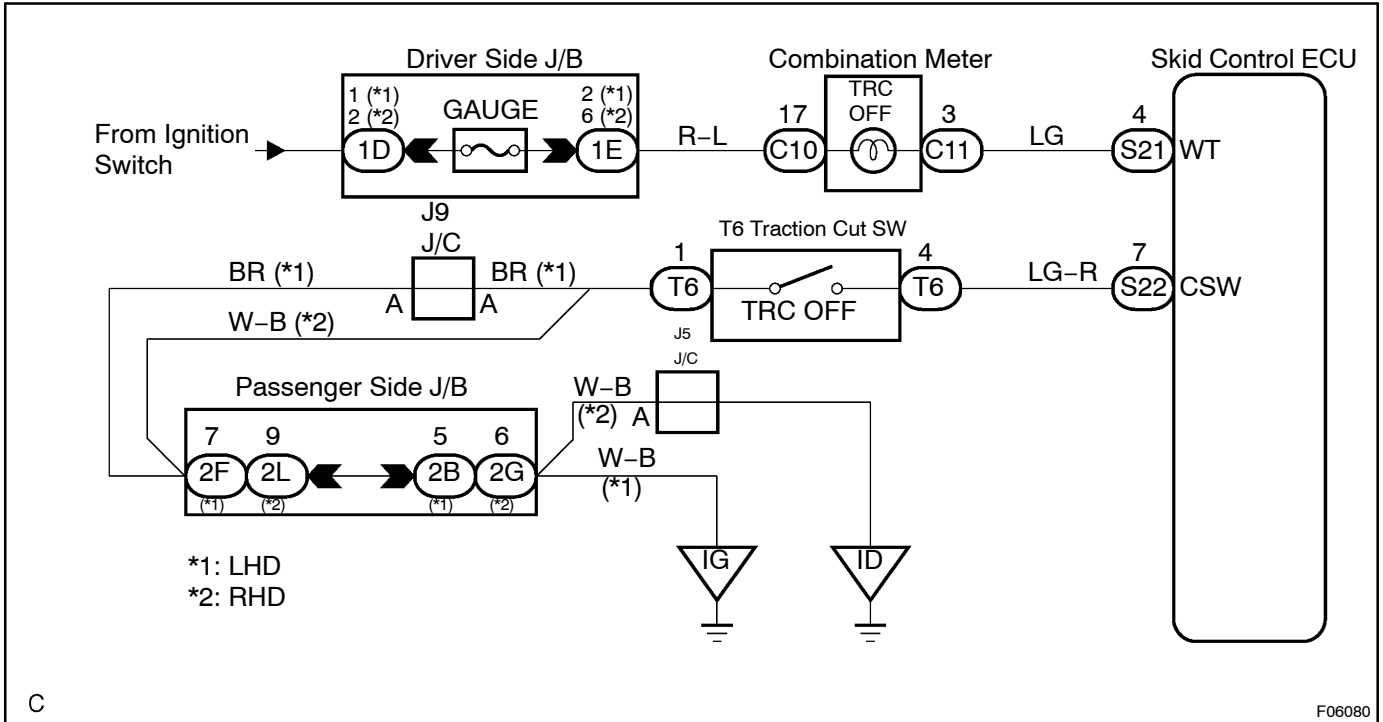 Driver Side J/B
Combination Meter
Skid Control ECU
1 (*1)
2 (*2)
GAUGE
2 (*1)
6 (*2)
TRC
OFF
From Ignition
Switch
1D
1E
R–L
17
C10
3
C11
LG
4
S21
WT
J9
J/C
T6 Traction Cut SW
BR (*1)
A
A
BR (*1)
1
T6
TRC OFF
4
T6
LG–R
7
S22
CSW
W–B (*2)
J5
J/C
Passenger Side J/B
W–B
(*2)
A
7
9
5
6
2F
2L
2B
2G
(*1)
(*2)
(*1)
(*2)
W–B
(*1)
IG
ID
*1: LHD
*2: RHD
C
F06080